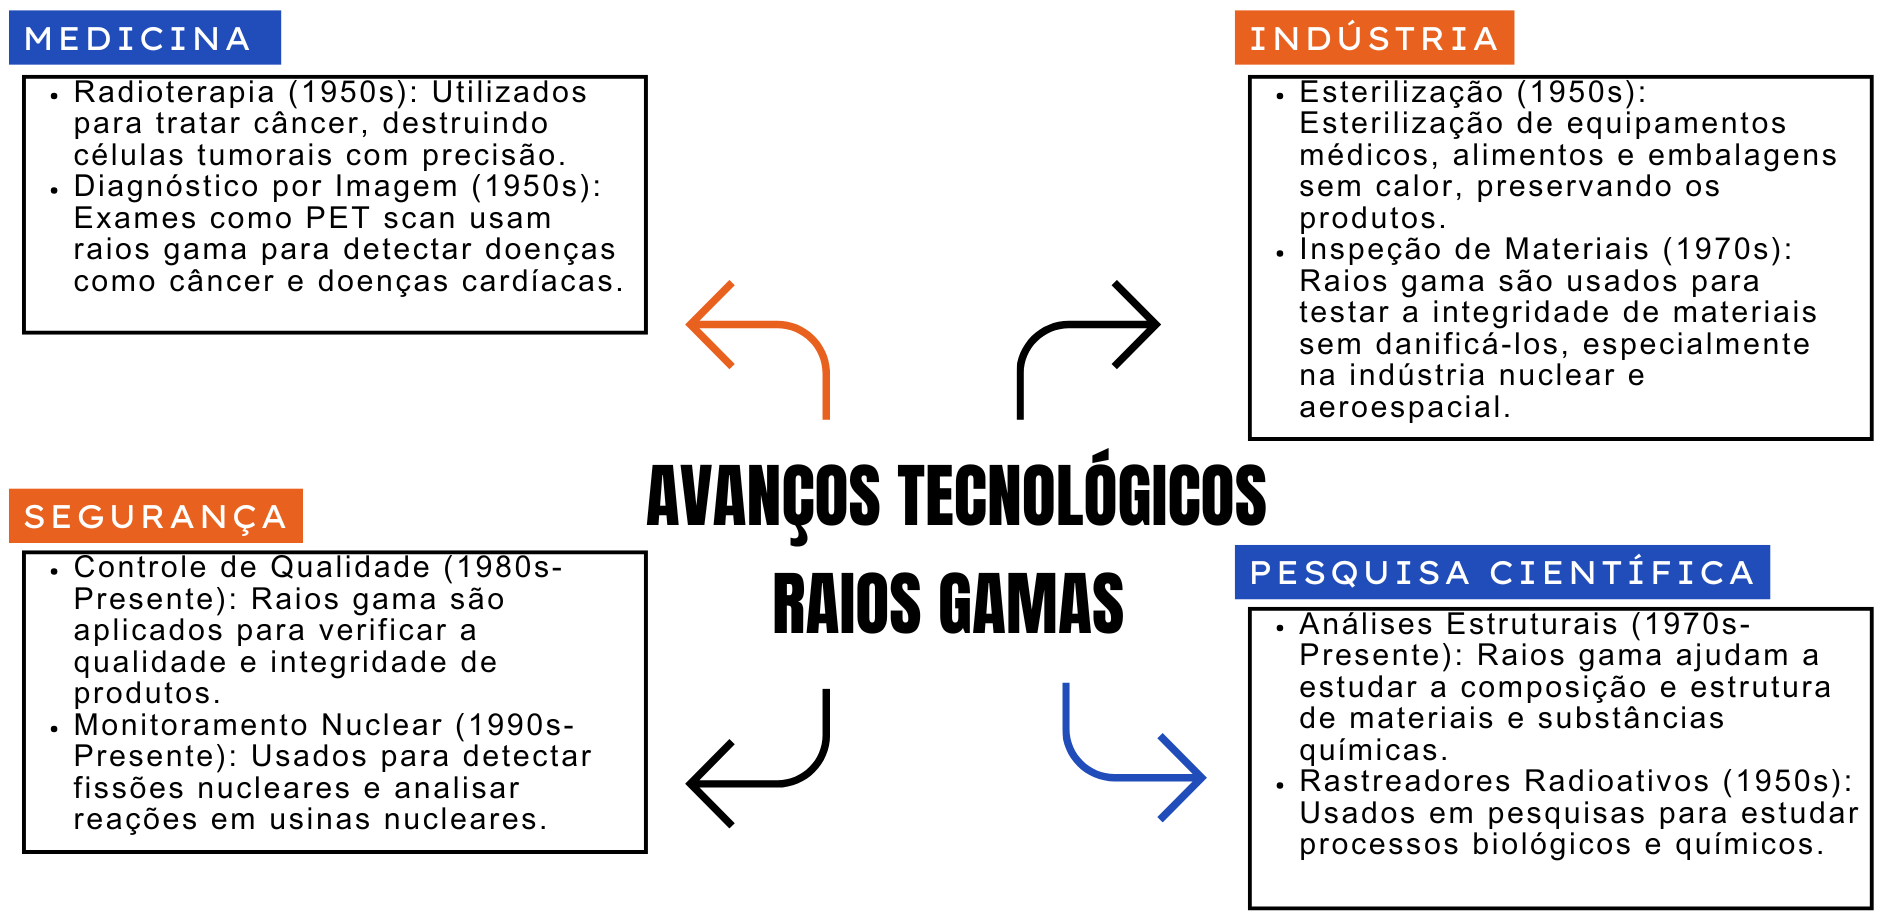 MEDICINA
• Radioterapia (1950s): Utilizados
para tratar câncer, destruindo
células tumorais com precisão.
• Diagnóstico por Imagem (1950s):
Exames como PET scan usam
raios gama para detectar doenças
como câncer e doenças cardíacas.
INDÚSTRIA
• Esterilização (1950s):
Esterilização de equipamentos
médicos, alimentos e embalagens
sem calor, preservando os
produtos.
• Inspeção de Materiais (1970s):
Raios gama são usados para
testar a integridade de materiais
sem danificá-los, especialmente
na indústria nuclear e
aeroespacial.
AVANÇOS TECNOLÓGICOS
RAIOS GAMAS
SEGURANÇA
• Controle de Qualidade (1980s-
Presente): Raios gama são
aplicados para verificar a
qualidade e integridade de
produtos.
• Monitoramento Nuclear (1990s-
Presente): Usados para detectar
fissões nucleares e analisar
reações em usinas nucleares.
PESQUISA CIENTÍFICA
• Análises Estruturais (1970s-
Presente): Raios gama ajudam a
estudar a composição e estrutura
de materiais e substâncias
químicas.
• Rastreadores Radioativos (1950s):
Usados em pesquisas para estudar
processos biológicos e químicos.